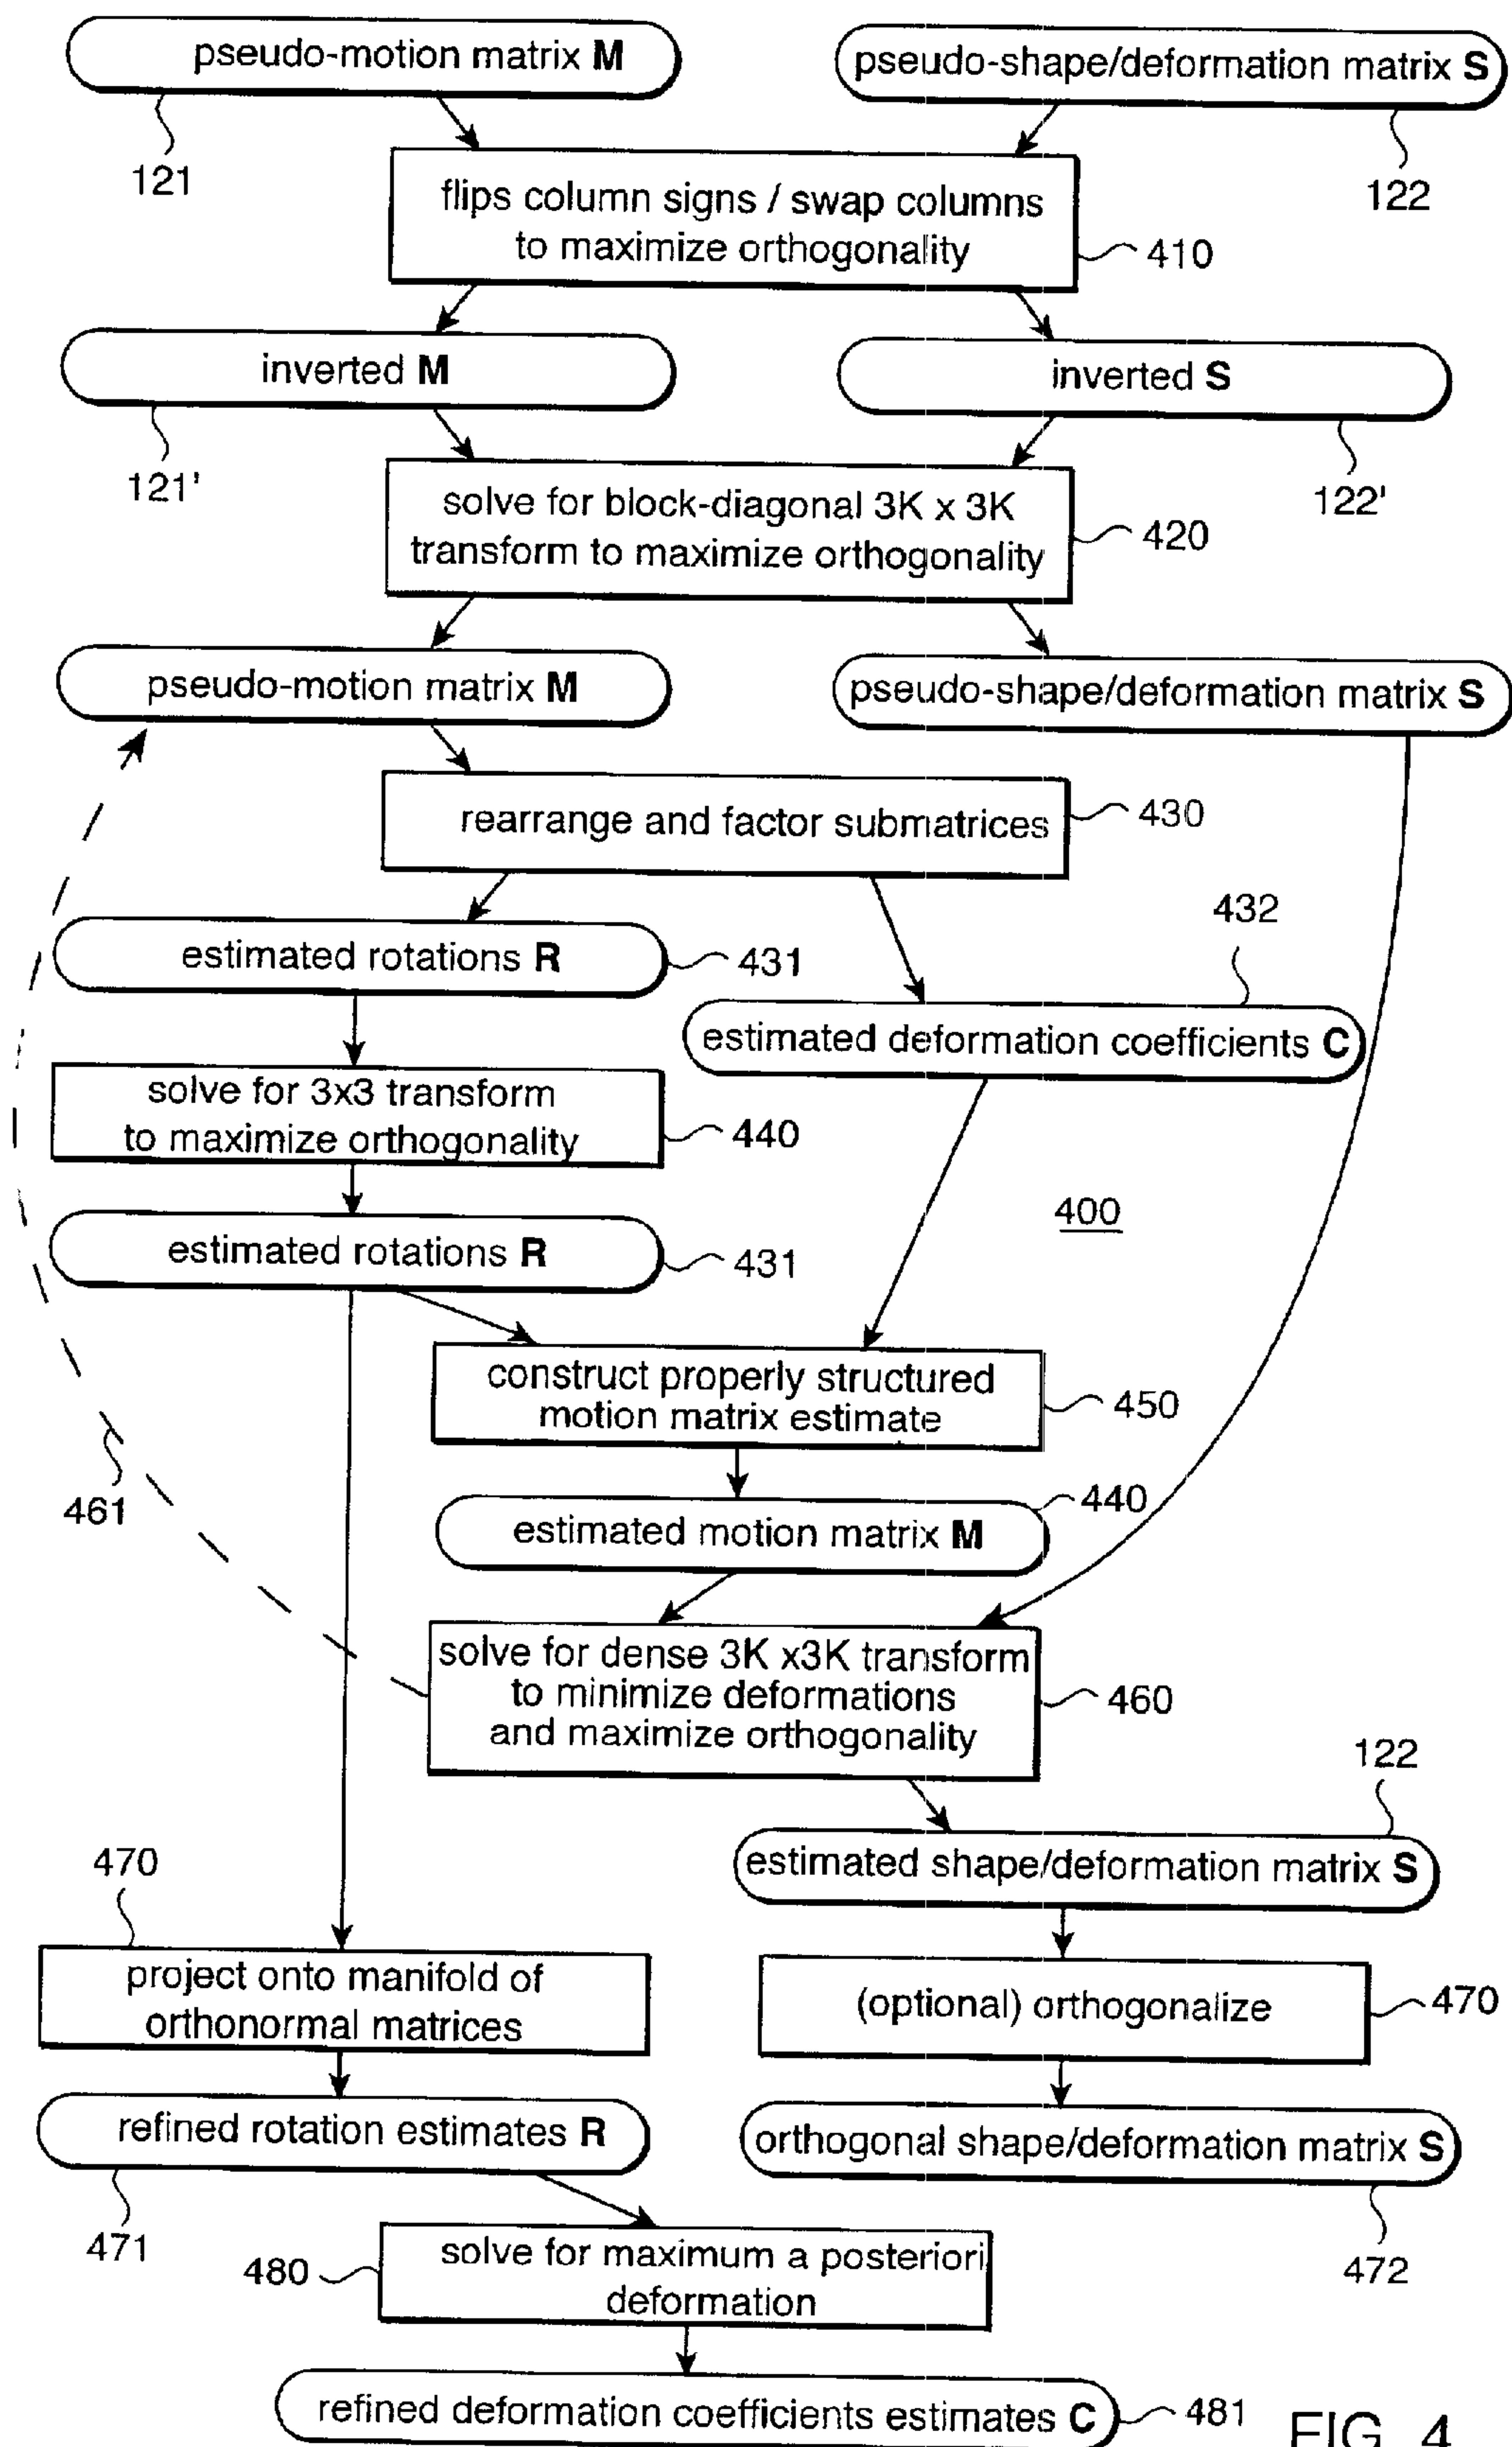 pseudo-motion matrix M
pseudo-shape/deformation matrix S
121
122
flips column signs / swap columns
to maximize orthogonality
410
inverted M
inverted S
121'
122'
solve for block-diagonal 3K x 3K
transform to maximize orthogonality
420
pseudo-motion matrix M
pseudo-shape/deformation matrix S
rearrange and factor submatrices
430
432
estimated rotations R
431
estimated deformation coefficients C
solve for 3x3 transform
to maximize orthogonality
440
400
estimated rotations R
431
construct properly structured
motion matrix estimate
450
461
440
estimated motion matrix M
solve for dense 3K x3K transform
to minimize deformations
and maximize orthogonality
460
122
estimated shape/deformation matrix S
470
project onto manifold of
orthonormal matrices
(optional) orthogonalize
470
refined rotation estimates R
orthogonal shape/deformation matrix S
471
472
480
solve for maximum a posteriori
deformation
refined deformation coefficients estimates C
481
FIG. 4